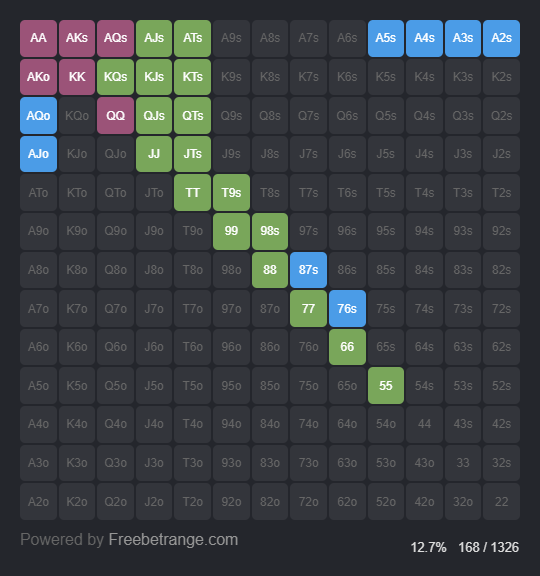 AA AKs AQs AJs ATs A9s A8s A7s A6s A5s A4s A3s A2s
AKo KK KQs KJs KTs K9s K8s K7s K6s K5s K4s K3s K2s
AQo KQo QQ QJs QTs Q9s Q8s Q7s Q6s Q5s Q4s Q3s Q2s
AJo KJo QJo JJ JTs J9s J8s J7s J6s J5s J4s J3s J2s
ATo KTo QTo JTo TT T9s T8s T7s T6s T5s T4s T3s T2s
A9o K9o Q9o J9o T9o 99 98s 97s 96s 95s 94s 93s 92s
A8o K8o Q8o J8o T8o 98o 88 87s 86s 85s 84s 83s 82s
A7o K7o Q7o J7o T7o 97o 87o 77 76s 75s 74s 73s 72s
A6o K6o Q6o J6o T6o 96o 86o 76o 66 65s 64s 63s 62s
A5o K5o Q5o J5o T5o 95o 85o 75o 65o 55 54s 53s 52s
A4o K4o Q4o J4o T4o 94o 84o 74o 64o 54o 44 43s 42s
A3o K3o Q3o J3o T3o 93o 83o 73o 63o 53o 43o 33 32s
A2o K2o Q2o J2o T2o 92o 82o 72o 62o 52o 42o 32o 22
Powered by Freebetrange.com
12.7% 168 / 1326